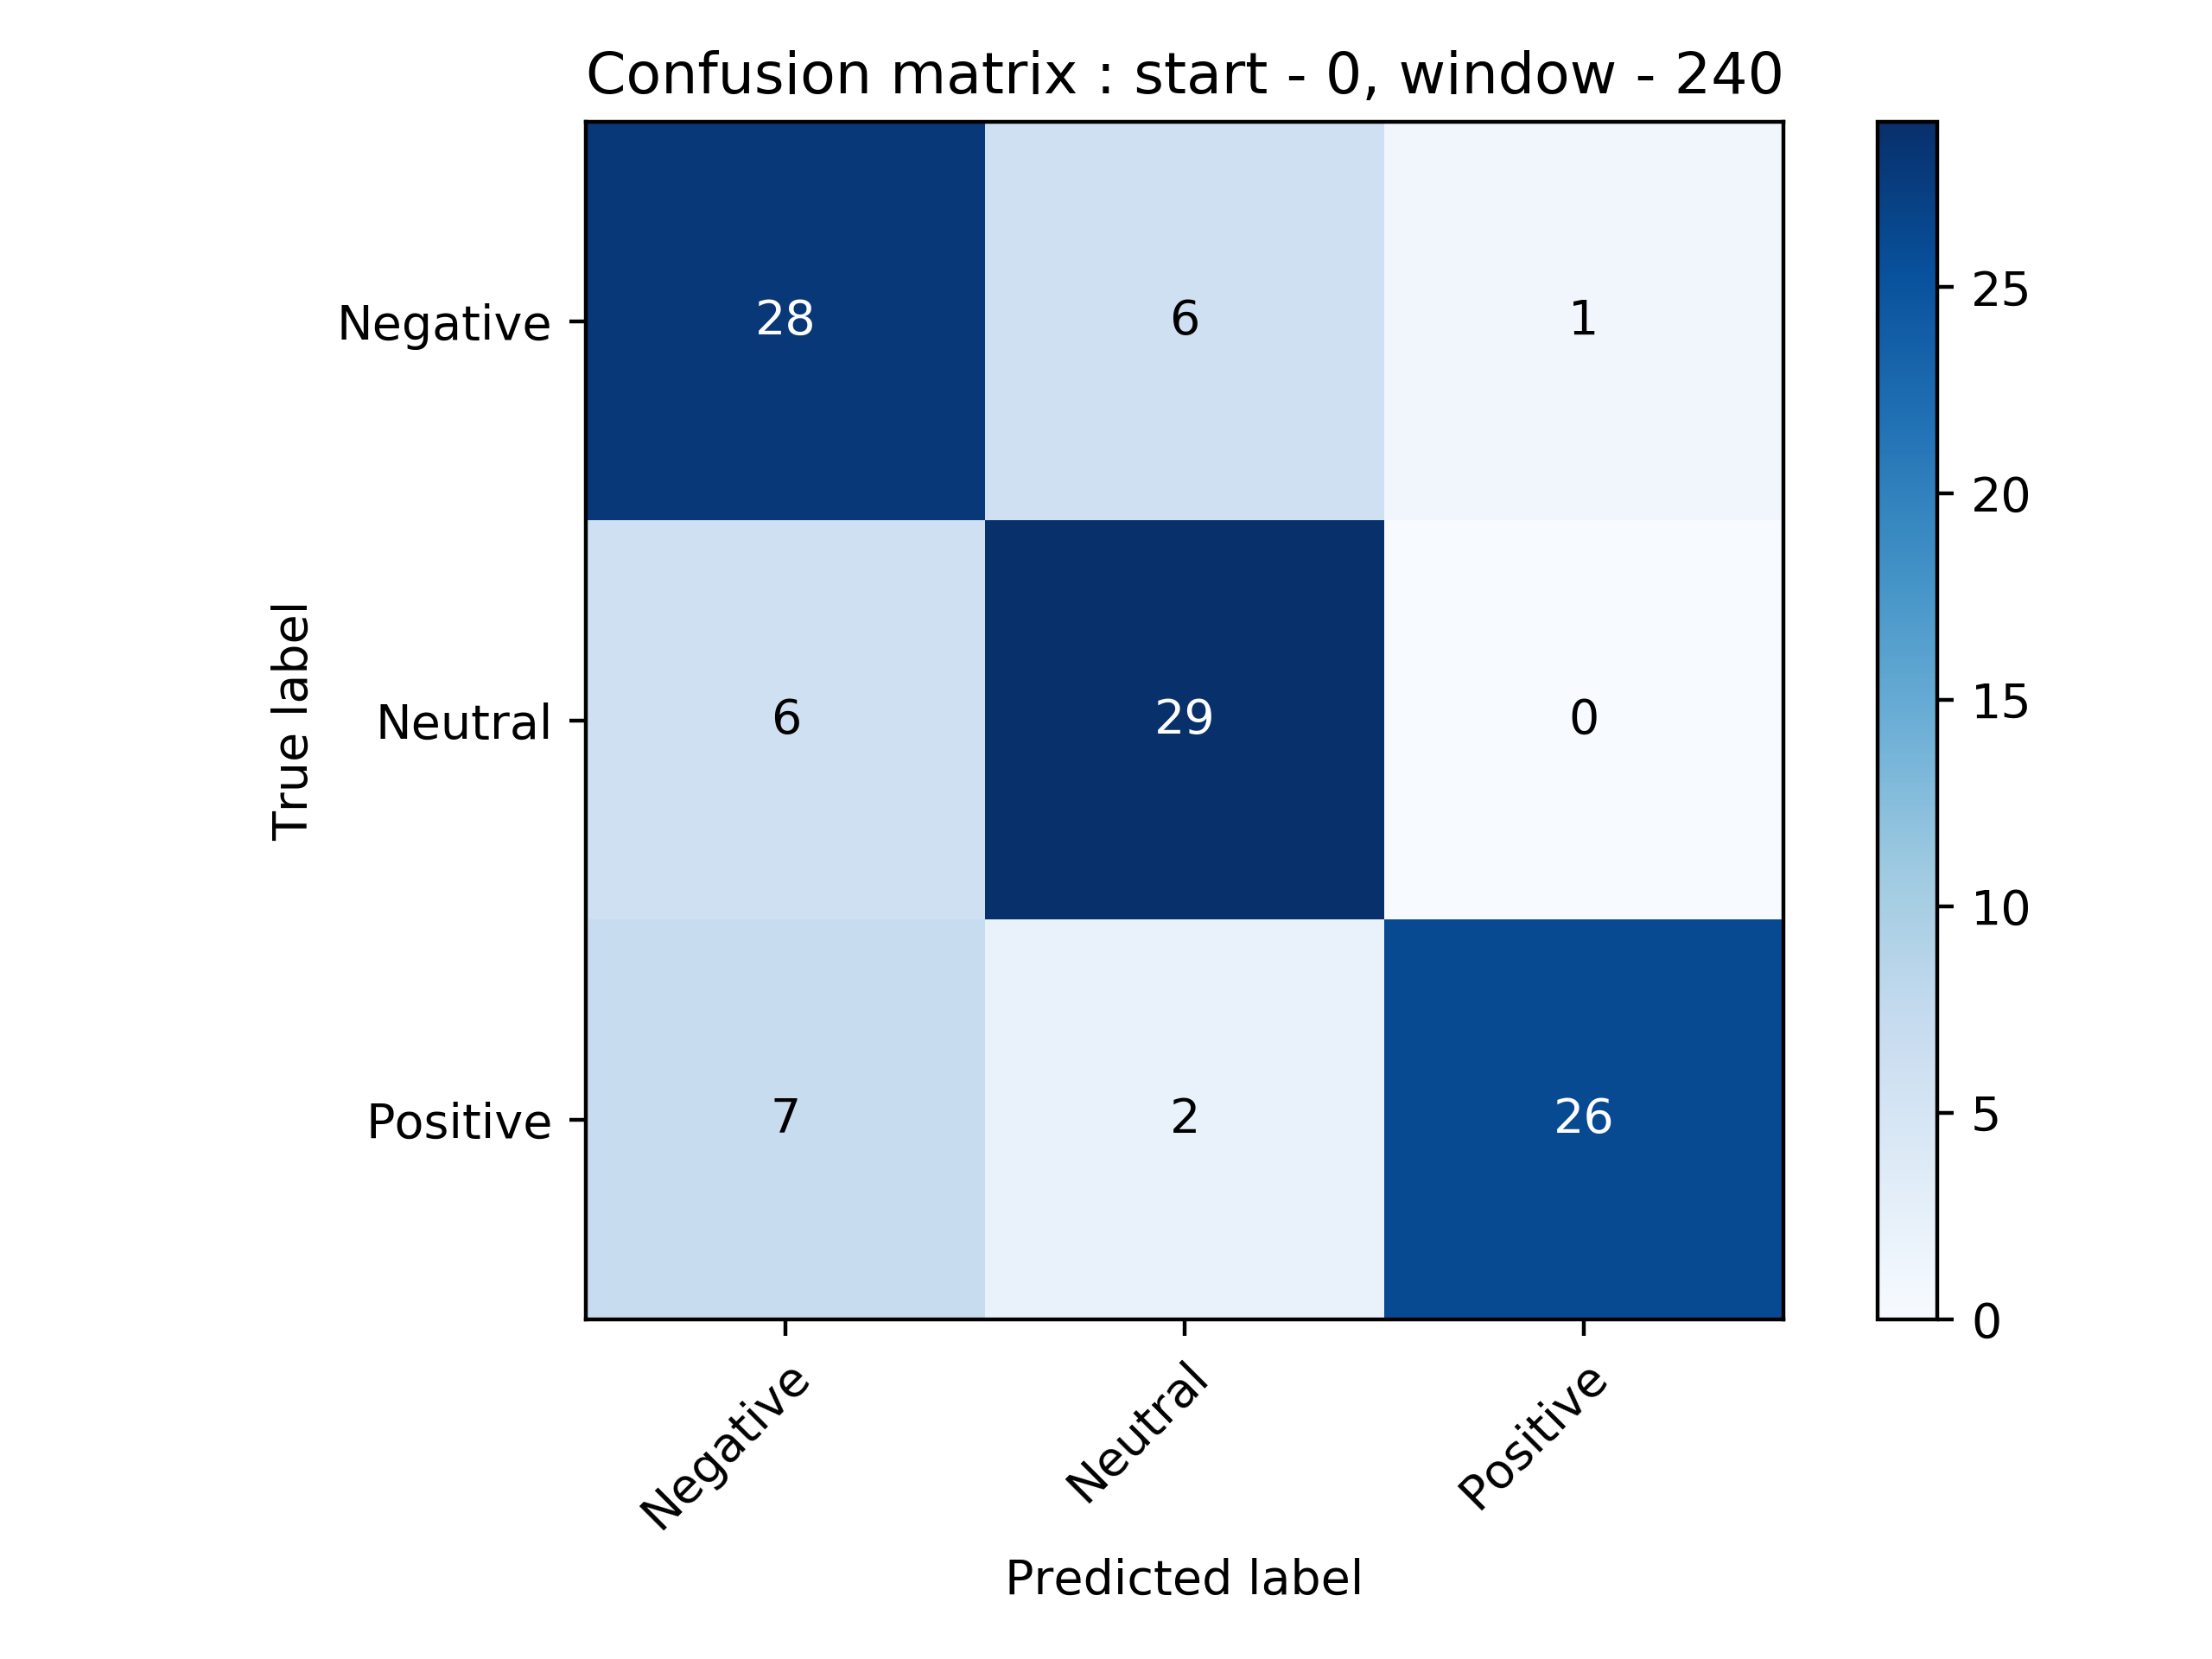 Confusion matrix : start - 0, window - 240
True label
Negative
28
6
1
Neutral
6
29
0
Positive
7
2
26
Negative
Neutral
Positive
Predicted label
25
20
15
10
5
0